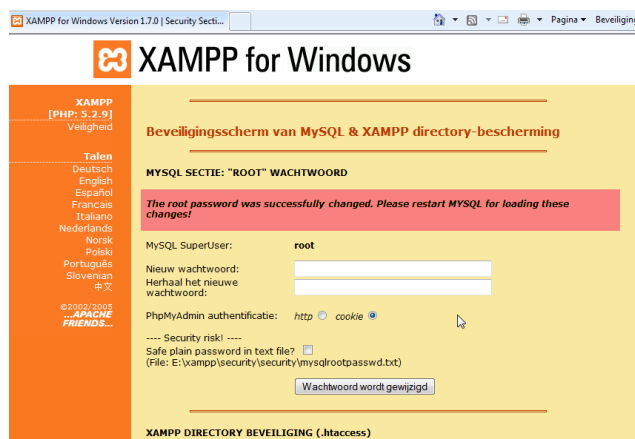 XAMPP for Windows Version 1.7.0 | Security Secti...
Pagina
Beveiliging
XAMPP for Windows
XAMPP
[PHP: 5.2.9]
Veiligheid
Talen
Deutsch
English
Español
Francais
Italiano
Nederlands
Norsk
Polski
Português
Slovenian
中文
©2002/2005
...APACHE
FRIENDS...
Beveiligingsscherm van MySQL & XAMPP directory-bescherming
MYSQL SECTIE: "ROOT" WACHTWOORD
The root password was successfully changed. Please restart MYSQL for loading these
changes!
MySQL SuperUser: root
Nieuw wachtwoord:
Herhaal het nieuwe
wachtwoord:
PhpMyAdmin authentificatie: http cookie
---- Security risk! ----
Safe plain password in text file?
(File: E:\xampp\security\security\mysqlrootpasswd.txt)
Wachtwoord wordt gewijzigd
XAMPP DIRECTORY BEVEILIGING (.htaccess)